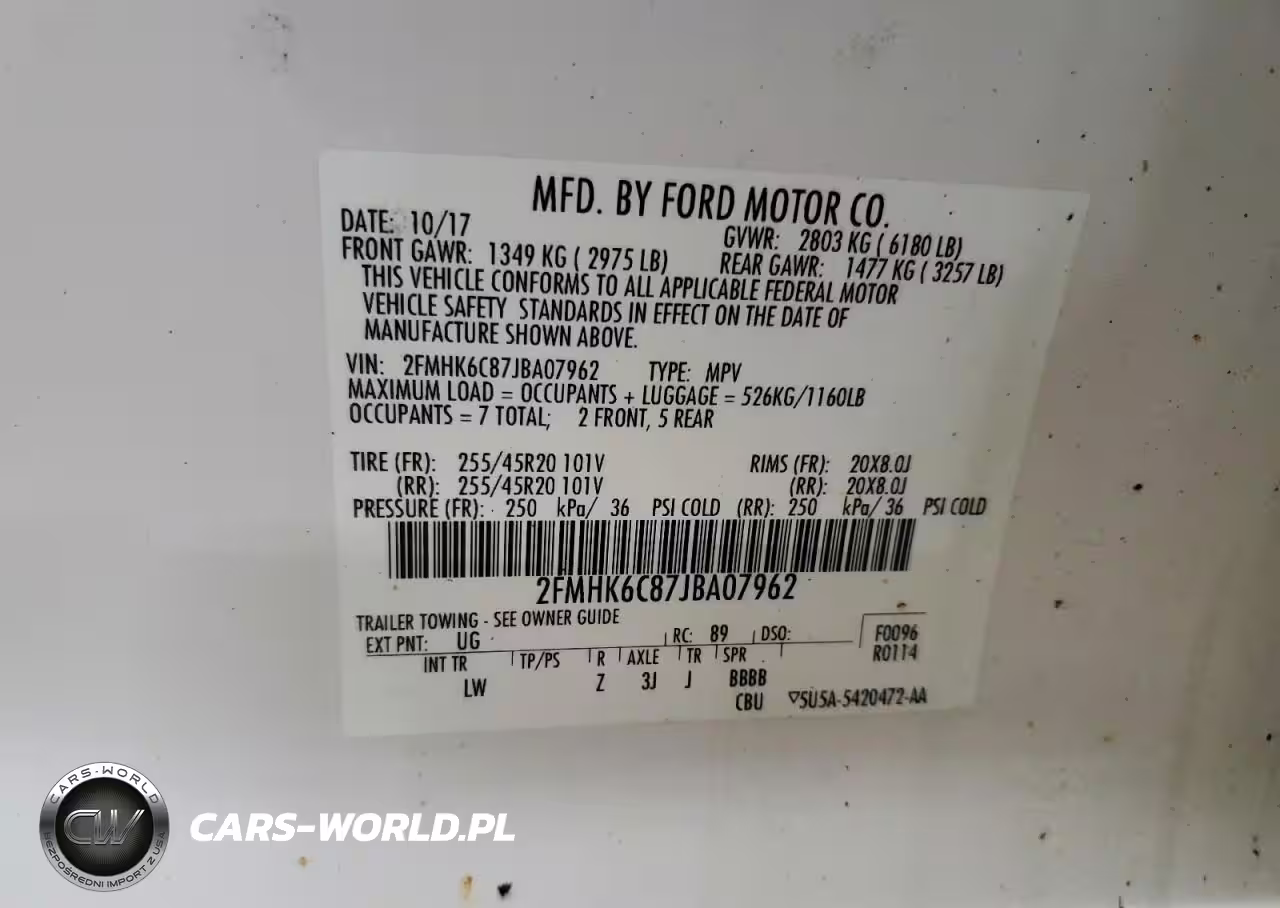 MFD. BY FORD MOTOR CO.
DATE: 10/17
GVWR: 2803 KG ( 6180 LB)
FRONT GAWR: 1349 KG ( 2975 LB)
REAR GAWR: 1477 KG ( 3257 LB)
THIS VEHICLE CONFORMS TO ALL APPLICABLE FEDERAL MOTOR
VEHICLE SAFETY STANDARDS IN EFFECT ON THE DATE OF
MANUFACTURE SHOWN ABOVE.
VIN: 2FMHK6C87JBA07962 TYPE: MPV
MAXIMUM LOAD = OCCUPANTS + LUGGAGE = 526KG/1160LB
OCCUPANTS = 7 TOTAL; 2 FRONT, 5 REAR
TIRE (FR): 255/45R20 101V RIMS (FR): 20X8.0J
(RR): 255/45R20 101V (RR): 20X8.0J
PRESSURE (FR): 250 kPa/ 36 PSI COLD (RR): 250 kPa/ 36 PSI COLD
2FMHK6C87JBA07962
TRAILER TOWING - SEE OWNER GUIDE
EXT PNT: UG RC: 89 DSO: F0096
R0114
INT TR TP/PS R AXLE TR SPR
LW Z 3J J BBBB
CBU ▽5U5A-5420472-AA
CARS-WORLD
CW
BEZPOŚREDNI IMPORT Z USA
CARS-WORLD.PL